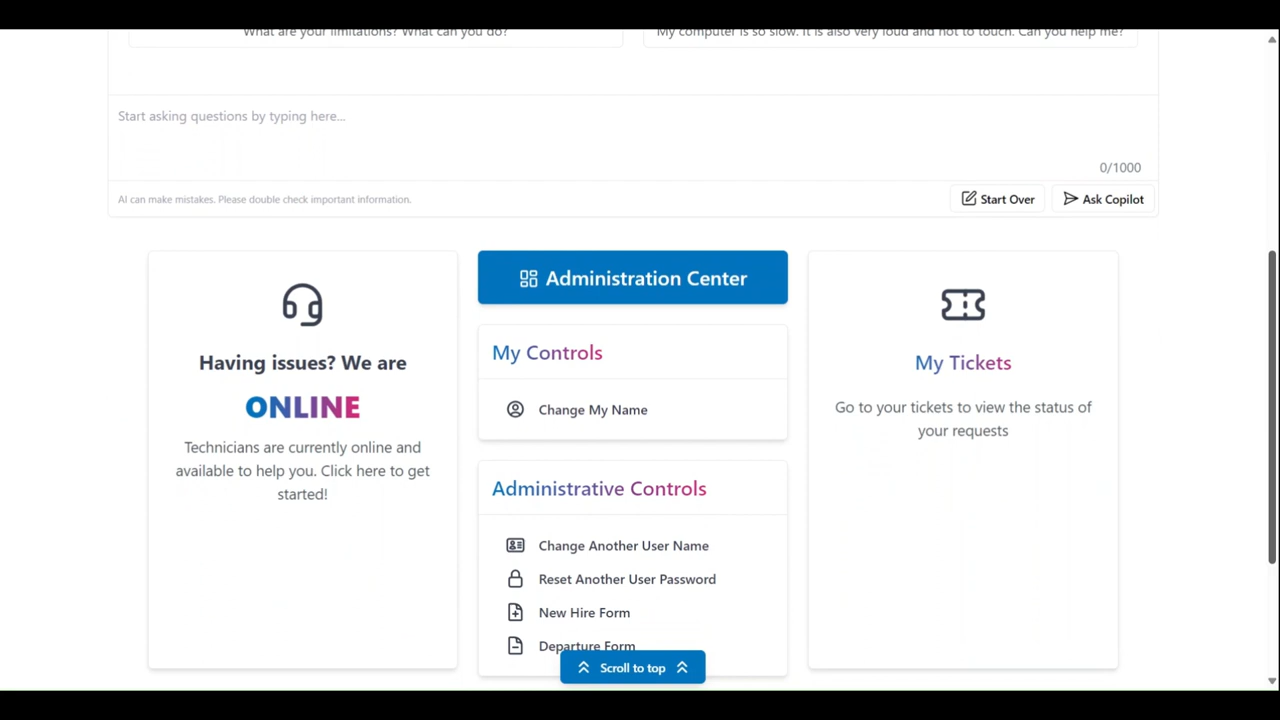 What are your limitations? What can you do?
My computer is so slow. It is also very loud and hot to touch. Can you help me?
Start asking questions by typing here...
0/1000
AI can make mistakes. Please double check important information.
Start Over
Ask Copilot
Having issues? We are
ONLINE
Technicians are currently online and
available to help you. Click here to get
started!
Administration Center
My Controls
Change My Name
Administrative Controls
Change Another User Name
Reset Another User Password
New Hire Form
Departure Form
Scroll to top
My Tickets
Go to your tickets to view the status of
your requests